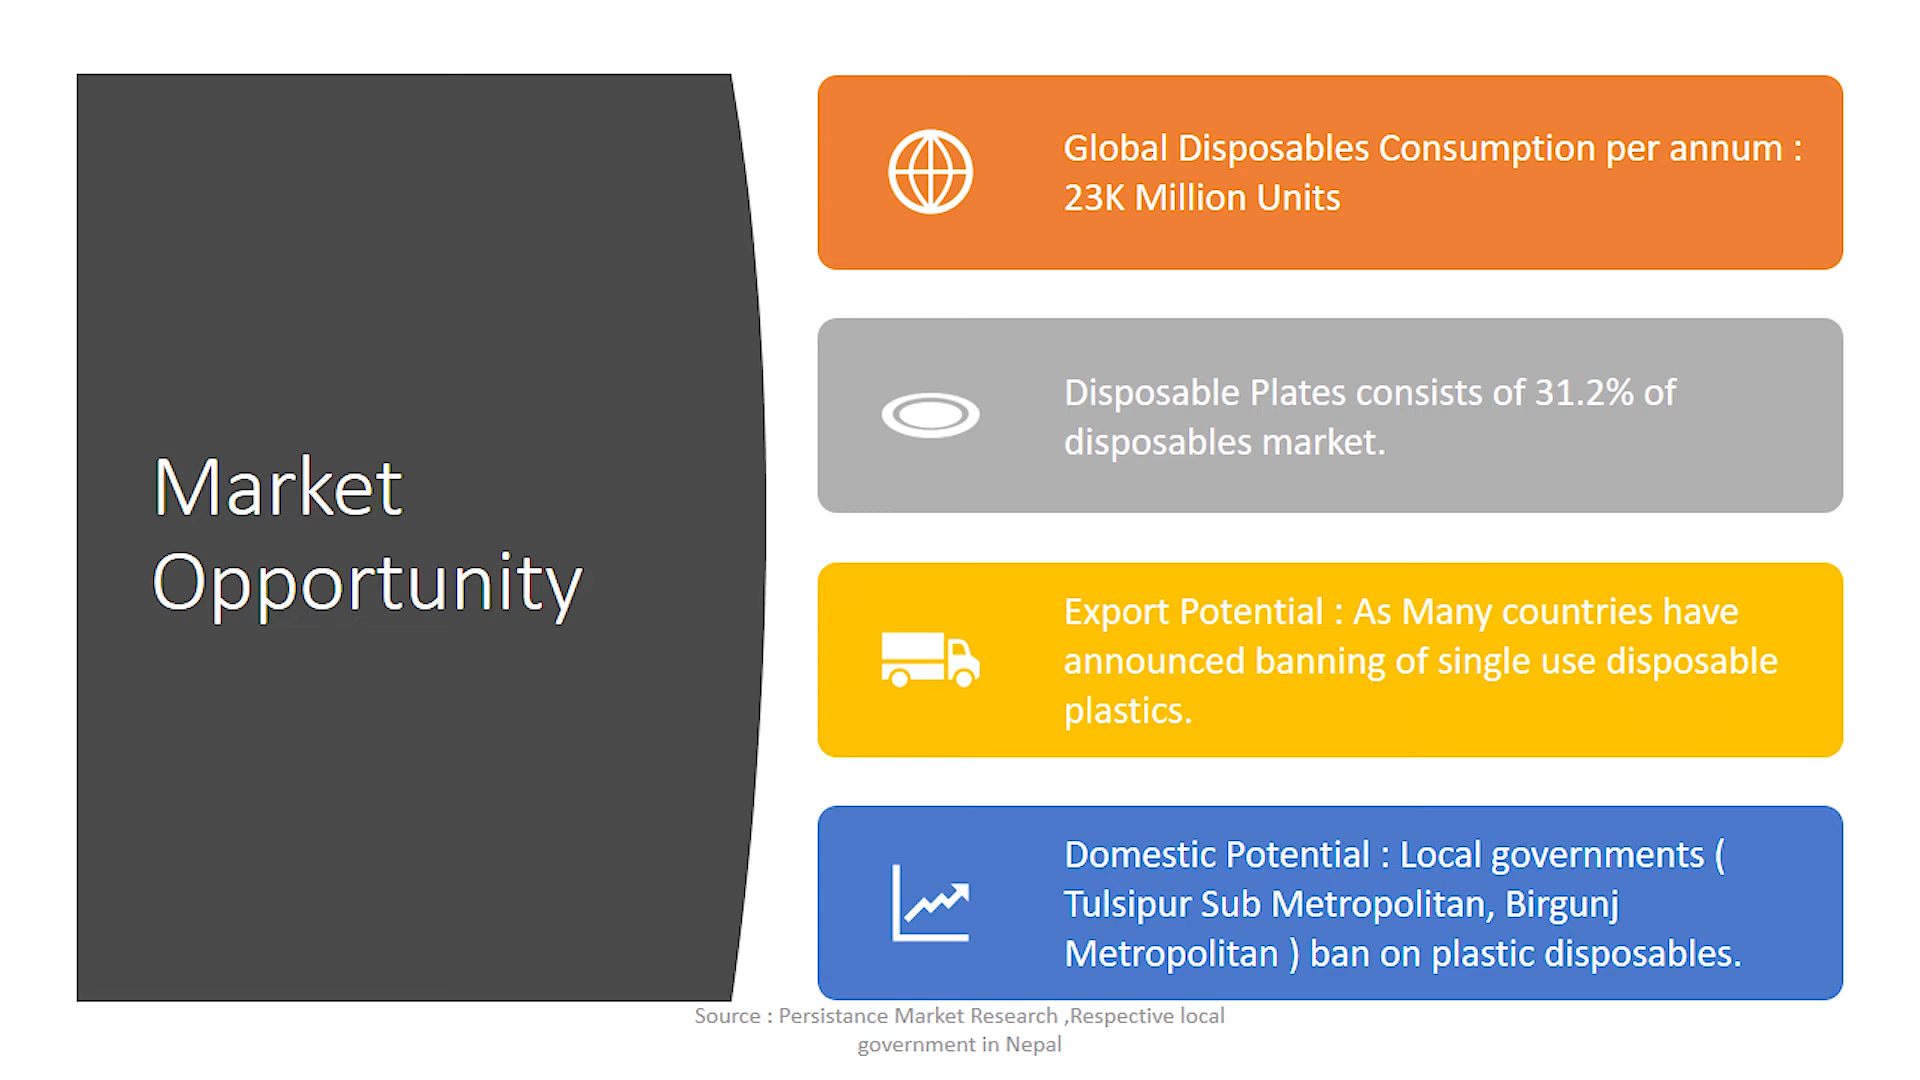 Market
Opportunity
Global Disposables Consumption per annum :
23K Million Units
Disposable Plates consists of 31.2% of
disposables market.
Export Potential : As Many countries have
announced banning of single use disposable
plastics.
Domestic Potential : Local governments (
Tulsipur Sub Metropolitan, Birgunj
Metropolitan ) ban on plastic disposables.
Source : Persistance Market Research ,Respective local
government in Nepal